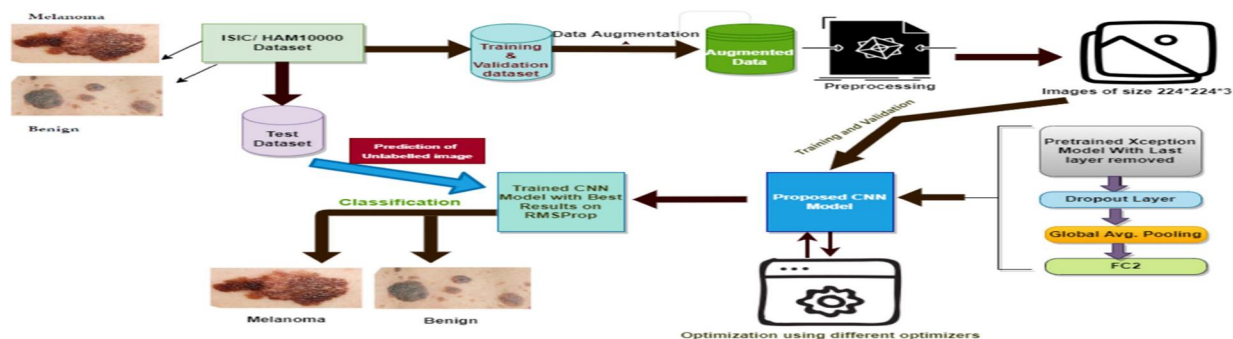 Melanoma
Benign
ISIC/ HAM10000
Dataset
Training
&
Validation
dataset
Data Augmentation
Augmented
Data
Preprocessing
Images of size 224*224*3
Test
Dataset
Prediction of
Unlabelled image
Training and Validation
Pretrained Xception
Model With Last
layer removed
Dropout Layer
Global Avg. Pooling
FC2
Proposed CNN
Model
Trained CNN
Model with Best
Results on
RMSProp
Classification
Melanoma
Benign
Optimization using different optimizers